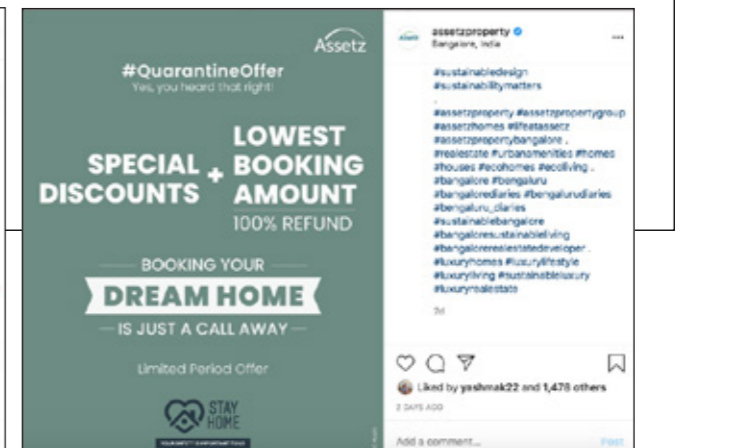 Assetz
#QuarantineOffer
Yes, you heard that right!
SPECIAL DISCOUNTS
+
LOWEST BOOKING AMOUNT
100% REFUND
BOOKING YOUR
DREAM HOME
IS JUST A CALL AWAY
Limited Period Offer
STAY
HOME
assetzproperty
Bangalore, India
#sustainabledesign
#sustainabilitymatters
.
#assetzproperty #assetzpropertygroup
#assetzhomes #lifeatassetz
#assetzpropertybangalore .
#realestate #urbanamenities #homes
#houses #ecohomes #ecoliving .
#bangalore #bengaluru
#bangalorediaries #bengalurudiaries
#bengaluru_diaries
#sustainablebangalore
#bangaloresustainableliving
#bangalorerealestatedeveloper .
#luxuryhomes #luxurylifestyle
#luxuryliving #sustainableluxury
#luxuryrealestate
2d
Liked by yashmak22 and 1,478 others
2 DAYS AGO
Add a comment...
Post